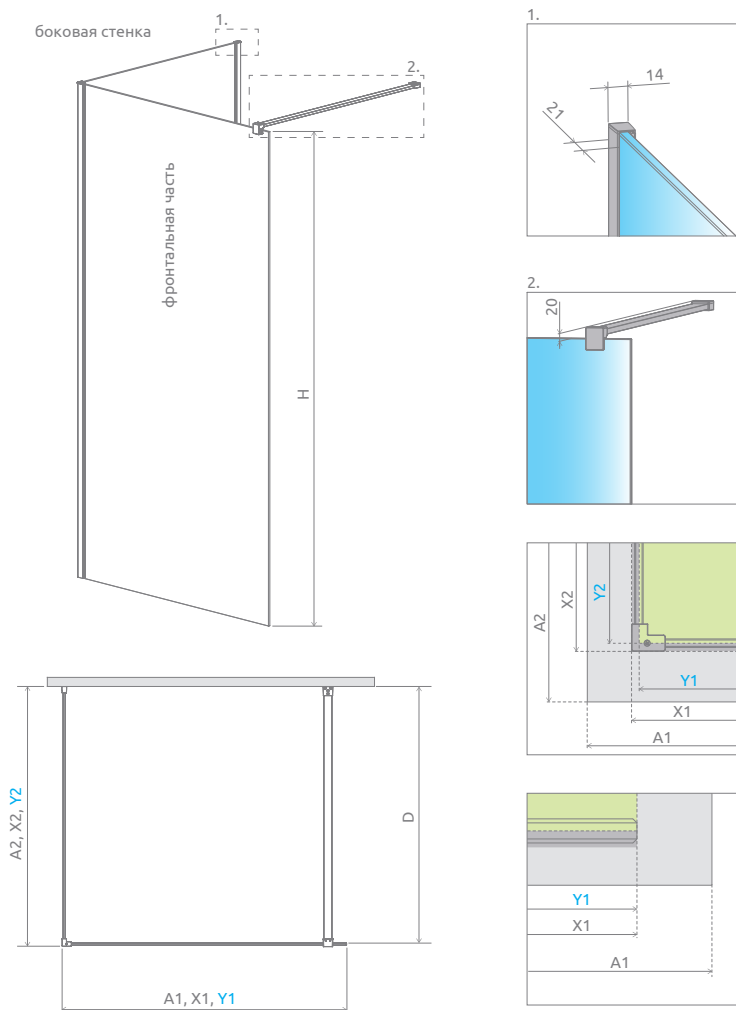 боковая стенка
1.
2.
фронтальная часть
H
A2, X2, Y2
D
A1, X1, Y1
1.
14
21
2.
20
A2
X2
Y2
Y1
X1
A1
Y1
X1
A1